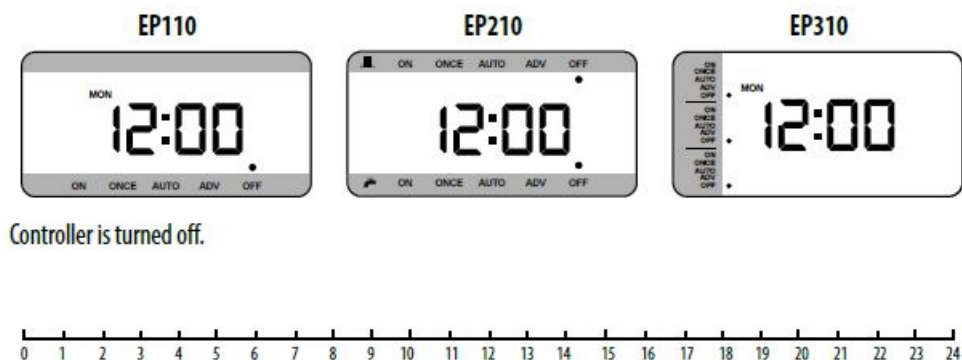 EP110
EP210
EP310
MON
12:00
ON ONCE AUTO ADV OFF
ON ONCE AUTO ADV OFF
12:00
ON ONCE AUTO ADV OFF
ON
ONCE
AUTO
ADV
OFF
ON
ONCE
AUTO
ADV
OFF
ON
ONCE
AUTO
ADV
OFF
MON
12:00
Controller is turned off.
0 1 2 3 4 5 6 7 8 9 10 11 12 13 14 15 16 17 18 19 20 21 22 23 24